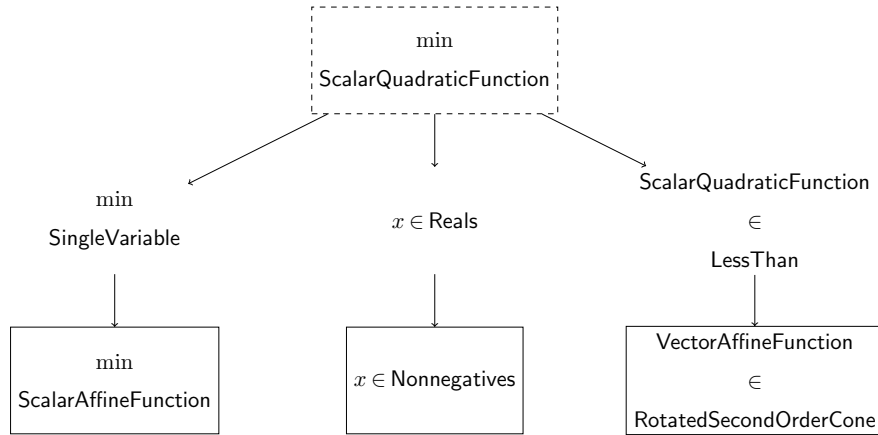 min
ScalarQuadraticFunction
min
SingleVariable
x ∈ Reals
ScalarQuadraticFunction
∈
LessThan
min
ScalarAffineFunction
x ∈ Nonnegatives
VectorAffineFunction
∈
RotatedSecondOrderCone